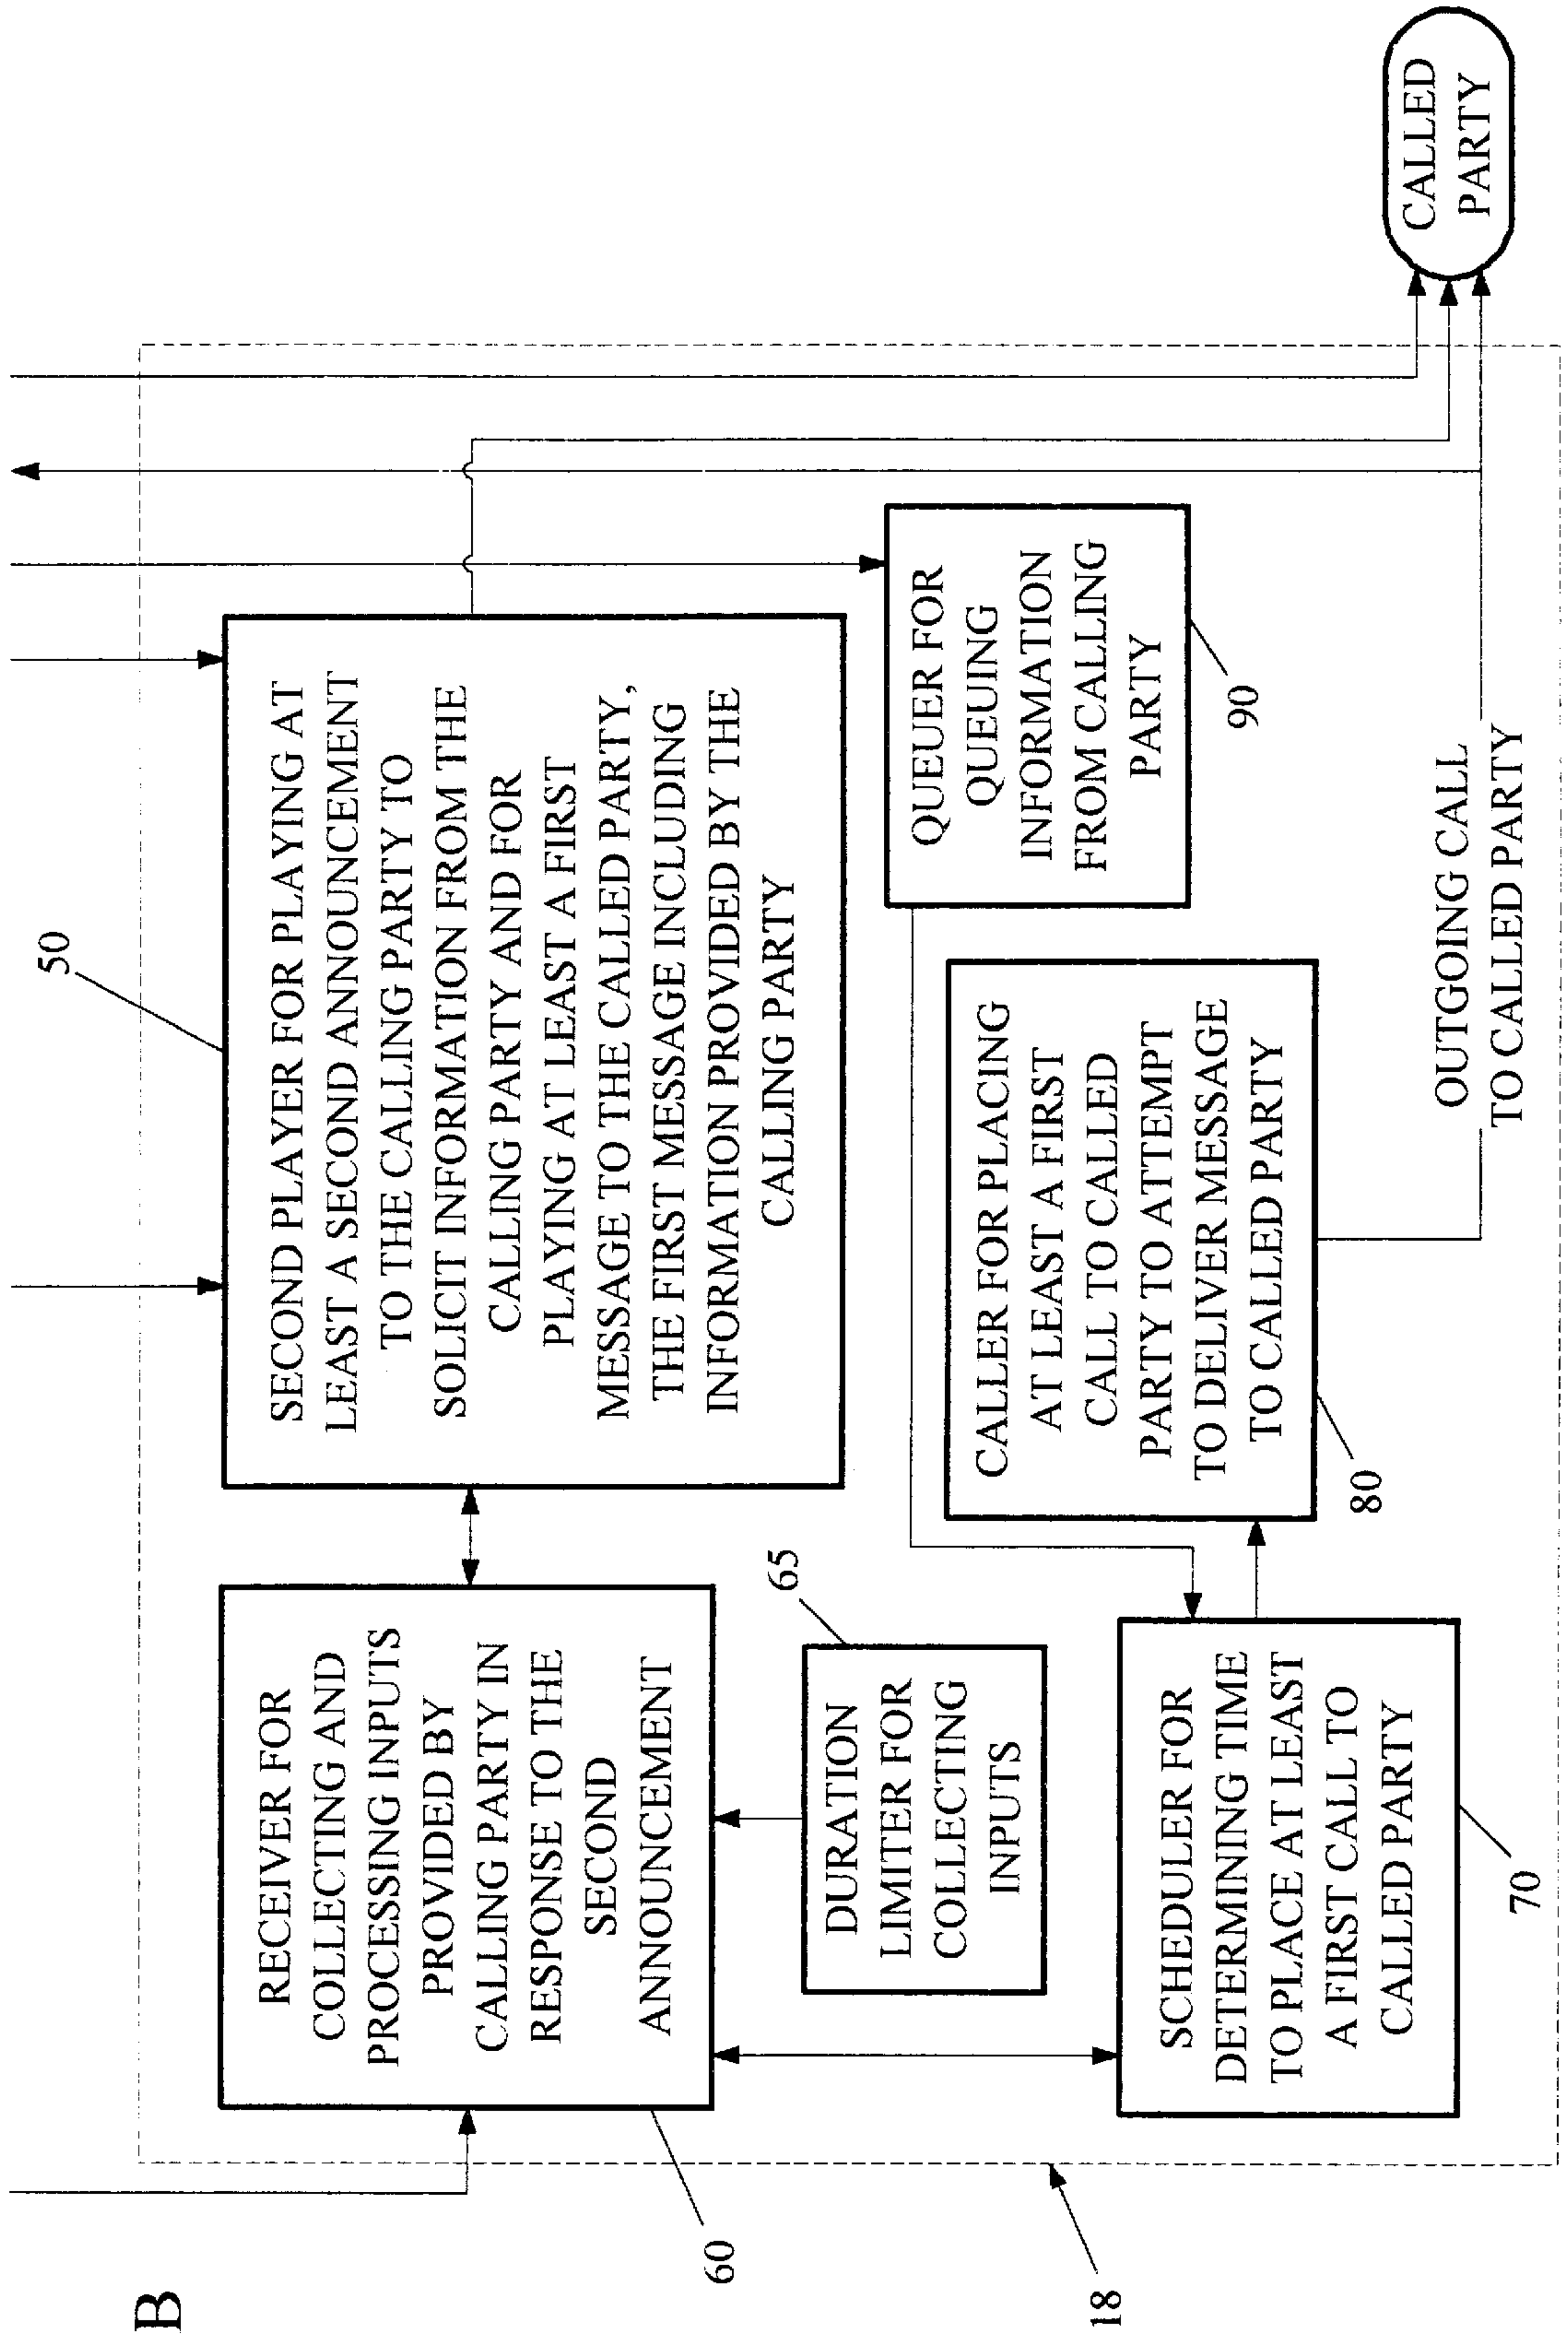 B
50
SECOND PLAYER FOR PLAYING AT
LEAST A SECOND ANNOUNCEMENT
TO THE CALLING PARTY TO
SOLICIT INFORMATION FROM THE
CALLING PARTY AND FOR
PLAYING AT LEAST A FIRST
MESSAGE TO THE CALLED PARTY,
THE FIRST MESSAGE INCLUDING
INFORMATION PROVIDED BY THE
CALLING PARTY
RECEIVER FOR
COLLECTING AND
PROCESSING INPUTS
PROVIDED BY
CALLING PARTY IN
RESPONSE TO THE
SECOND
ANNOUNCEMENT
60
65
DURATION
LIMITER FOR
COLLECTING
INPUTS
QUEUER FOR
QUEUING
INFORMATION
FROM CALLING
PARTY
90
CALLER FOR PLACING
AT LEAST A FIRST
CALL TO CALLED
PARTY TO ATTEMPT
TO DELIVER MESSAGE
TO CALLED PARTY
80
SCHEDULER FOR
DETERMINING TIME
TO PLACE AT LEAST
A FIRST CALL TO
CALLED PARTY
70
18
OUTGOING CALL
TO CALLED PARTY
CALLED
PARTY